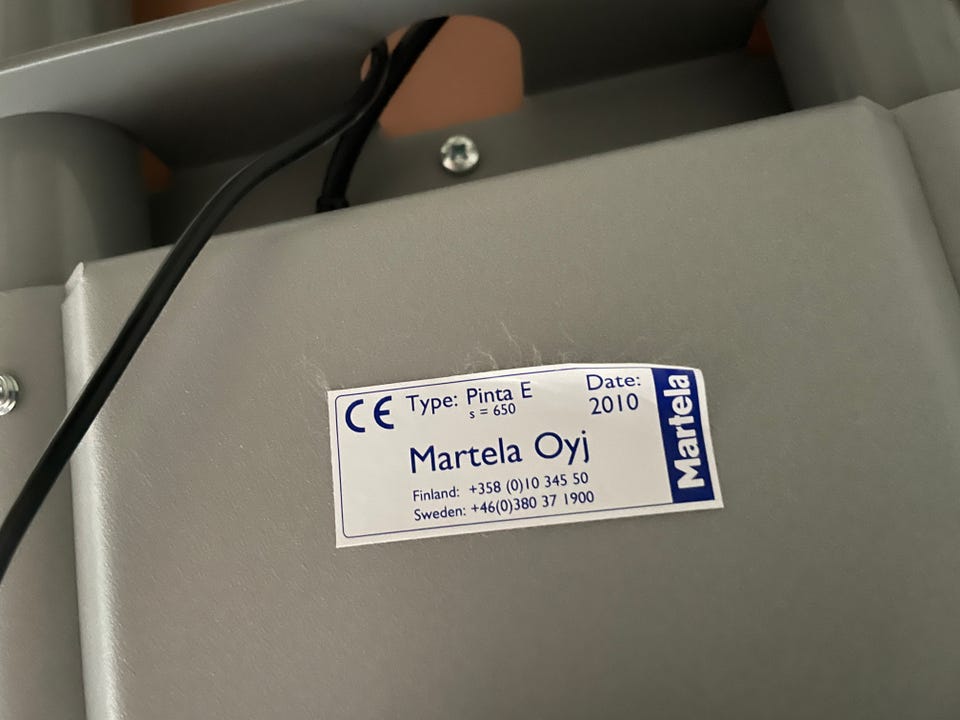 CE Type: Pinta E Date:
s = 650 2010
Martela Oyj
Finland: +358 (0)10 345 50
Sweden: +46(0)380 37 1900
Martela